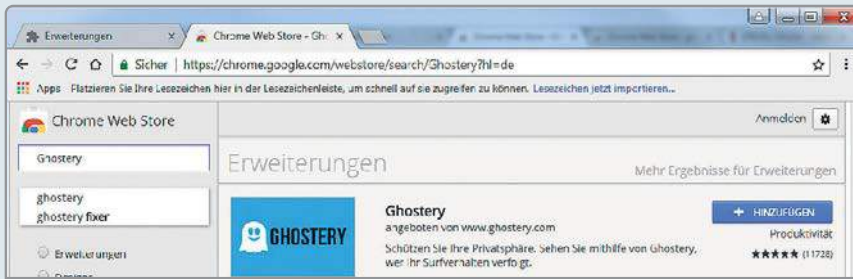 Erweiterungen
Chrome Web Store - Gho
Sicher | https://chrome.google.com/webstore/search/Ghostery?hl=de
Apps Platzieren Sie Ihre Lesezeichen hier in der Lesezeichenleiste, um schnell auf sie zugreifen zu können. Lesezeichen jetzt importieren...
Chrome Web Store
Anmelden
Ghostery
ghostery
ghostery fixer
Erweiterungen
Erweiterungen
Mehr Ergebnisse für Erweiterungen
GHOSTERY
Ghostery
angeboten von www.ghostery.com
Schützen Sie Ihre Privatsphäre. Sehen Sie mithilfe von Ghostery,
wer Ihr Surfverhalten verfolgt.
+ HINZUFÜGEN
Produktivität
★★★★★ (11728)